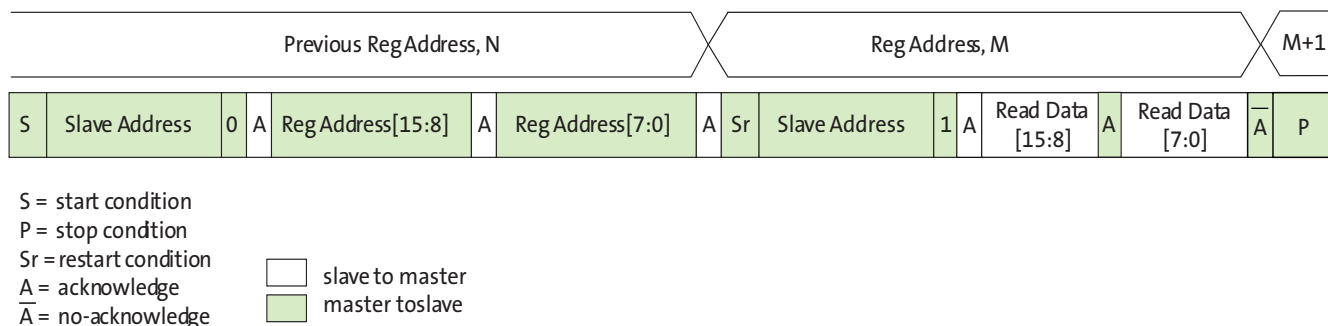 Previous Reg Address, N Reg Address, M M+1
S Slave Address 0 A Reg Address[15:8] A Reg Address[7:0] A Sr Slave Address 1 A Read Data [15:8] A Read Data [7:0] A̅ P
S = start condition
P = stop condition
Sr = restart condition
A = acknowledge
A̅ = no-acknowledge
slave to master
master toslave